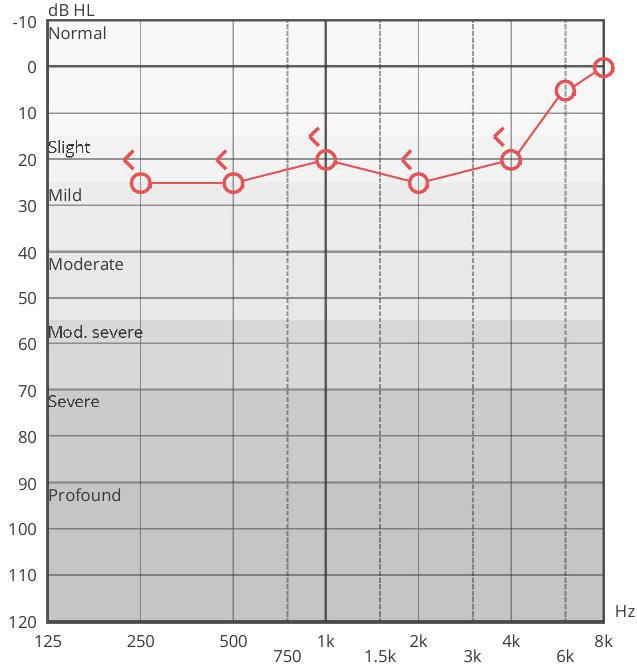 dB HL
-10
Normal
0
10
Slight
20
Mild
30
40
Moderate
50
Mod. severe
60
70
Severe
80
90
Profound
100
110
120
Hz
125 250 500 1k 2k 4k 8k
750 1.5k 3k 6k